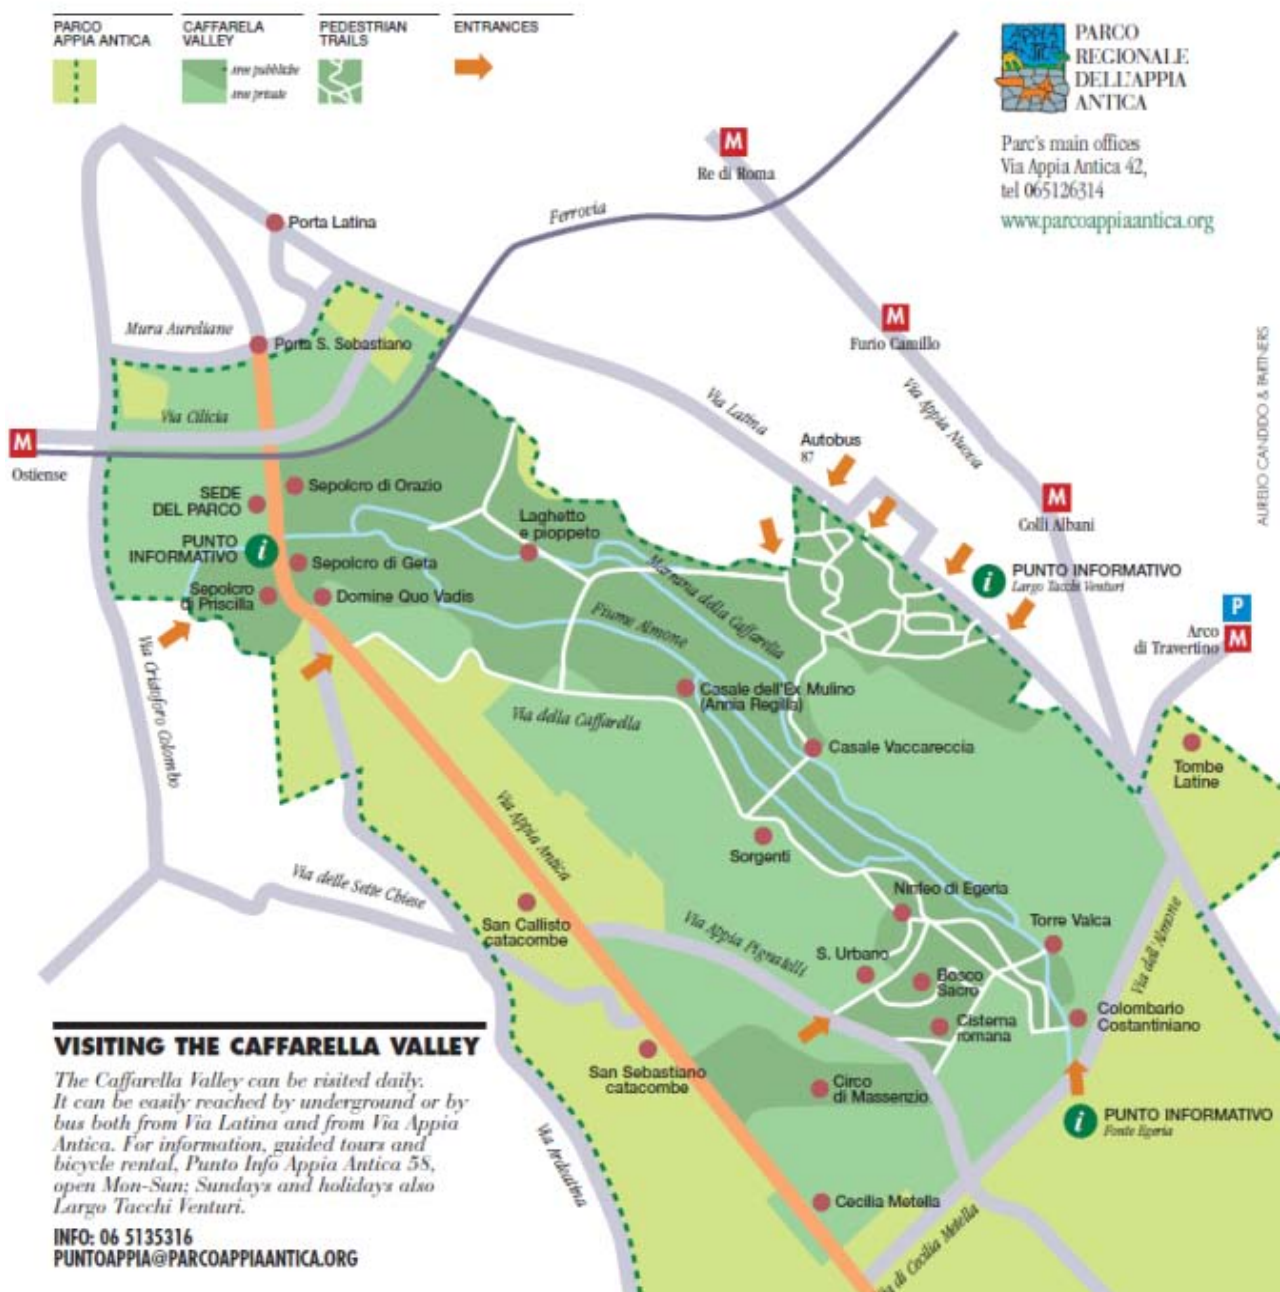 PARCO
APPIA ANTICA
CAFFARELA
VALLEY
aree pubbliche
aree private
PEDESTRIAN
TRAILS
ENTRANCES
APPIA
ANTICA
PARCO
REGIONALE
DELL'APPIA
ANTICA
Parc's main offices
Via Appia Antica 42,
tel 065126314
www.parcoappiaantica.org
AURELIO CANDIDO & PARTNERS
M
Re di Roma
Ferrovia
Porta Latina
Mura Aureliane
Porta S. Sebastiano
M
Furio Camillo
Via Latina
Via Appia Nuova
Via Cilicia
M
Ostiense
Autobus
87
SEDE
DEL PARCO
Sepolcro di Orazio
M
Colli Albani
Laghetto
e pioppeto
PUNTO
INFORMATIVO
i
Sepolcro di Geta
i
PUNTO INFORMATIVO
Largo Tacchi Venturi
Sepolcro
di Priscilla
Domine Quo Vadis
Marrana della Caffarella
Fiume Almone
P
M
Arco
di Travertino
Via Cristoforo Colombo
Casale dell'Ex Mulino
(Annia Regilla)
Via della Caffarella
Casale Vaccareccia
Tombe
Latine
Via Appia Antica
Sorgenti
Via delle Sette Chiese
Ninfeo di Egeria
San Callisto
catacombe
Via Appia Pignatelli
Torre Valca
Via dell'Almone
S. Urbano
Bosco
Sacro
Cisterna
romana
Colombario
Costantiniano
San Sebastiano
catacombe
Circo
di Massenzio
i
PUNTO INFORMATIVO
Fonte Egeria
Via Ardeatina
Cecilia Metella
Via di Cecilia Metella
VISITING THE CAFFARELLA VALLEY
The Caffarella Valley can be visited daily.
It can be easily reached by underground or by
bus both from Via Latina and from Via Appia
Antica. For information, guided tours and
bicycle rental, Punto Info Appia Antica 58,
open Mon-Sun; Sundays and holidays also
Largo Tacchi Venturi.
INFO: 06 5135316
PUNTOAPPIA@PARCOAPPIAANTICA.ORG